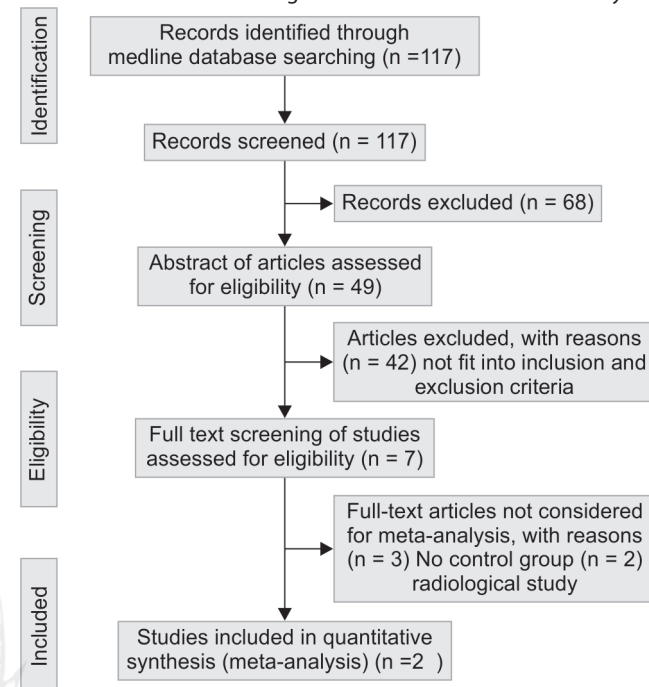 Identification
Records identified through
medline database searching (n =117)
Records screened (n = 117)
Records excluded (n = 68)
Screening
Abstract of articles assessed
for eligibility (n = 49)
Articles excluded, with reasons
(n = 42) not fit into inclusion and
exclusion criteria
Eligibility
Full text screening of studies
assessed for eligibility (n = 7)
Full-text articles not considered
for meta-analysis, with reasons
(n = 3) No control group (n = 2)
radiological study
Included
Studies included in quantitative
synthesis (meta-analysis) (n =2 )